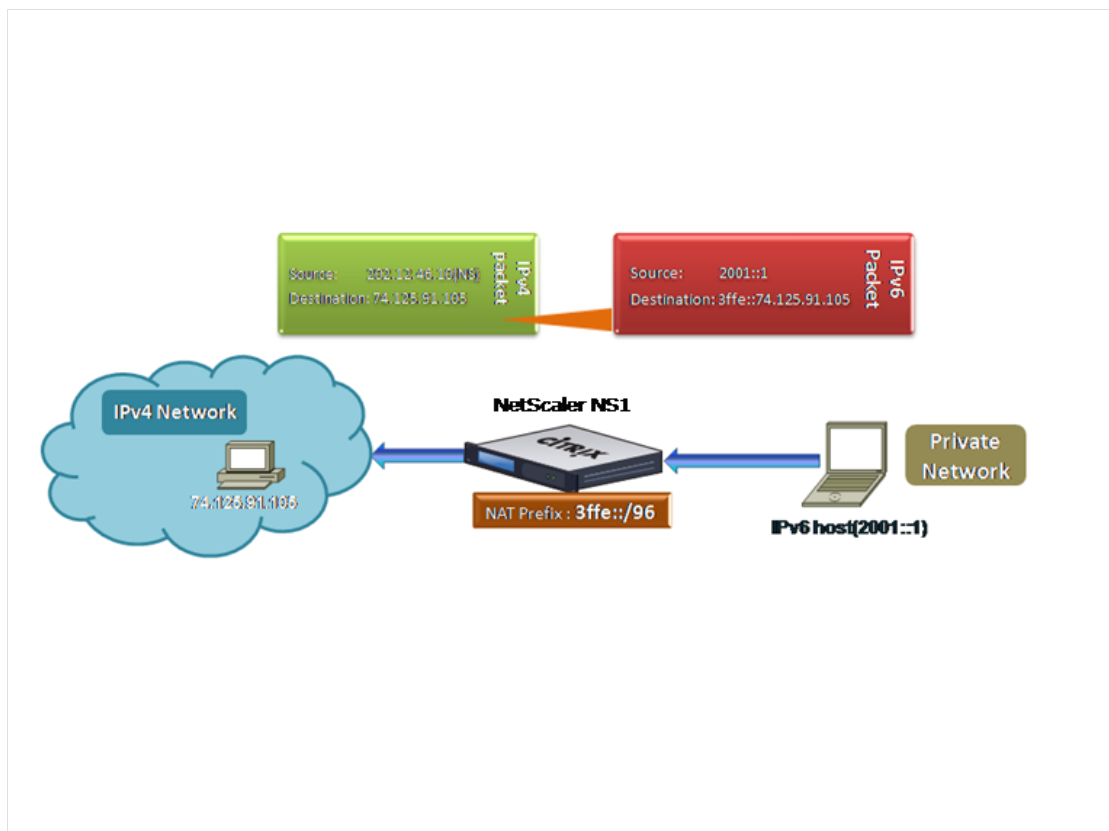 Source: 202.12.46.10(NS)
Destination: 74.125.91.105
IPv4
packet
Source: 2001::1
Destination: 3ffe::74.125.91.105
IPv6
Packet
IPv4 Network
74.125.91.105
NetScaler NS1
CITRIX
NAT Prefix : 3ffe::/96
Private
Network
IPv6 host(2001::1)